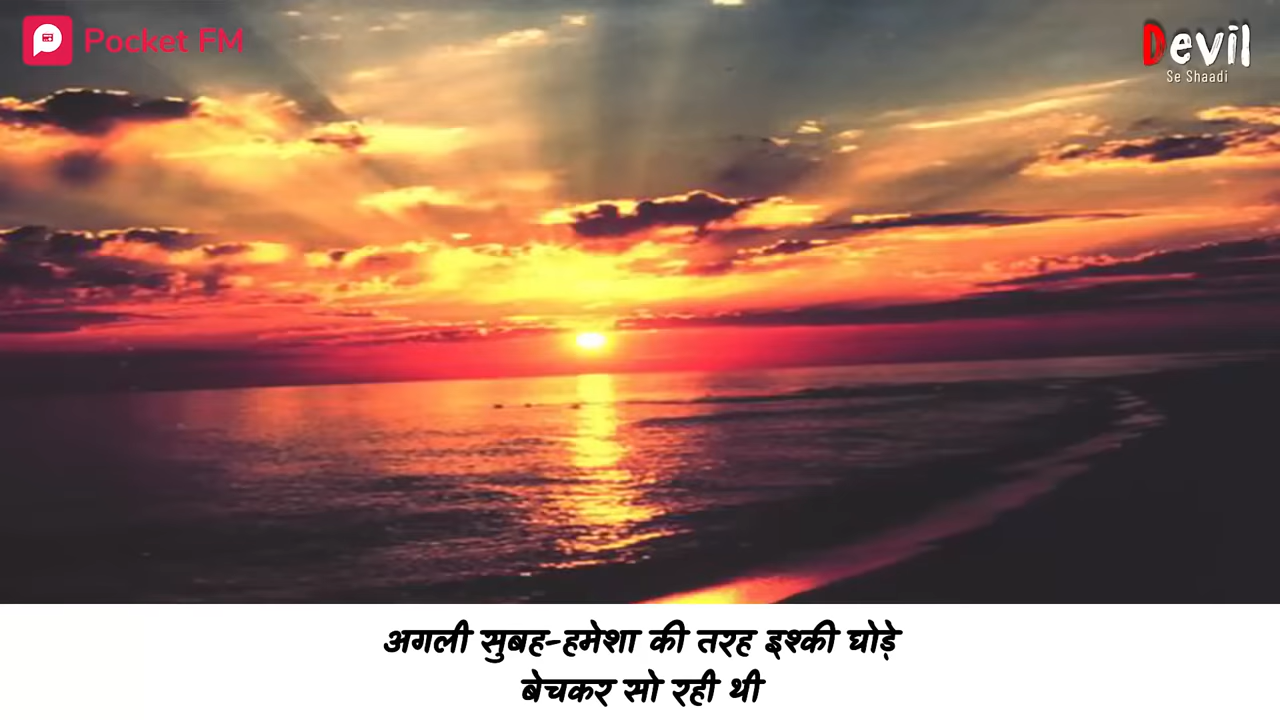 Pocket FM
Devil
Se Shaadi
अगली सुबह-हमेशा की तरह इश्की घोड़े
बेचकर सो रही थी